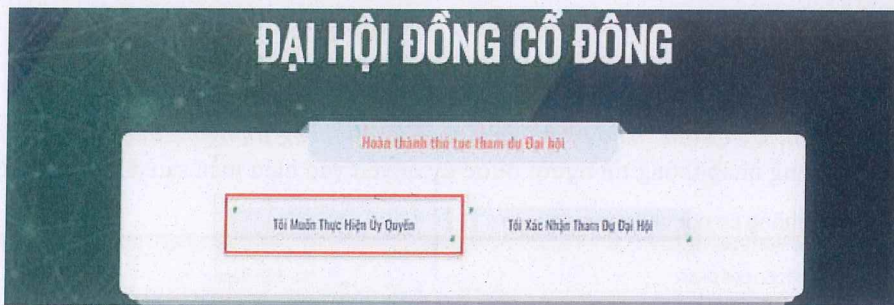 ĐẠI HỘI ĐỒNG CỔ ĐÔNG
Hoàn thành thủ tục tham dự Đại hội
Tôi Muốn Thực Hiện Ủy Quyền
Tôi Xác Nhận Tham Dự Đại Hội